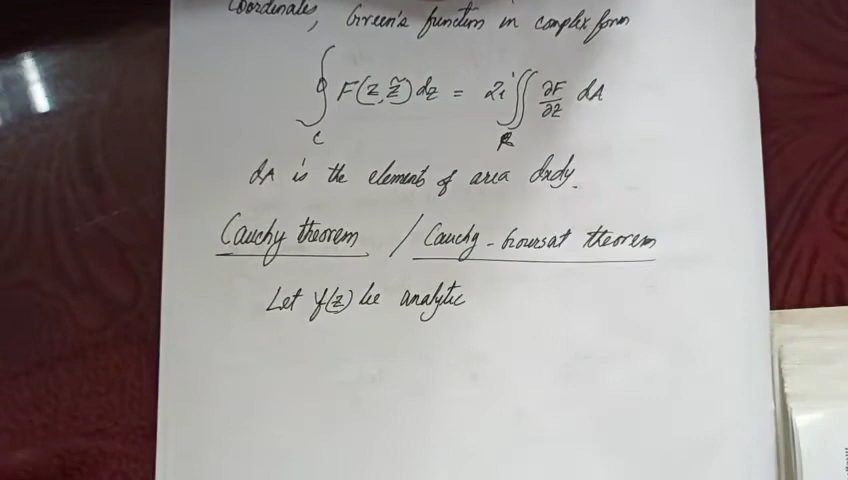 Coordinates, Green's function in complex form
∮_C F(z, z̃) dz = 2i ∬_R ∂F/∂z dA
dA is the element of area dxdy.
Cauchy theorem / Cauchy - Goursat theorem
Let f(z) be analytic